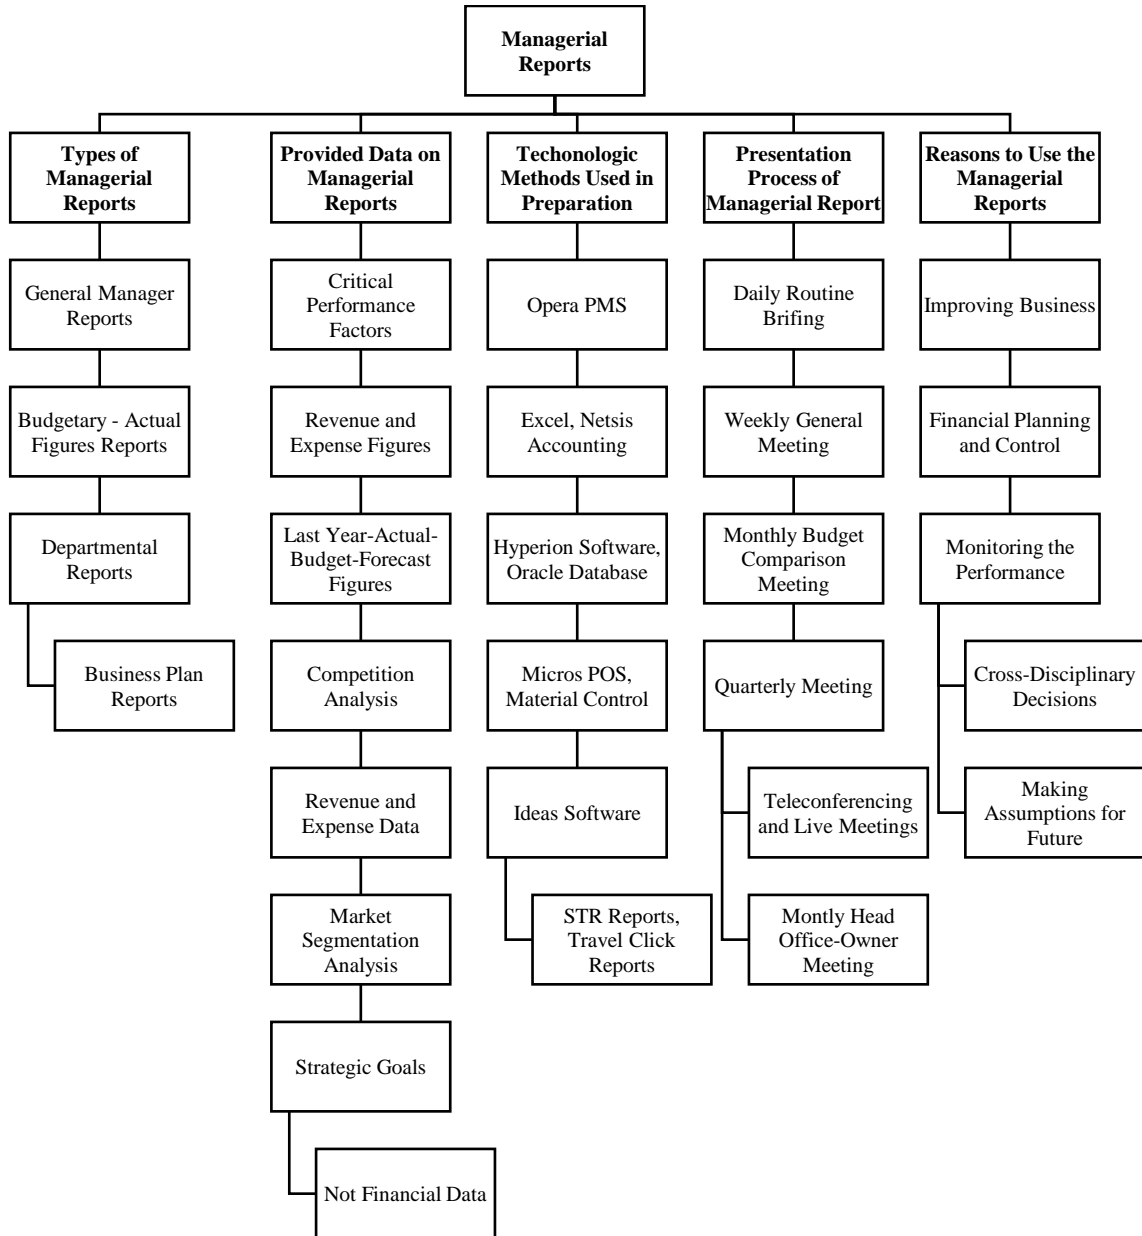 Managerial
Reports
Types of
Managerial
Reports
Provided Data on
Managerial
Reports
Techonologic
Methods Used in
Preparation
Presentation
Process of
Managerial Report
Reasons to Use the
Managerial
Reports
General Manager
Reports
Critical
Performance
Factors
Opera PMS
Daily Routine
Brifing
Improving Business
Budgetary - Actual
Figures Reports
Revenue and
Expense Figures
Excel, Netsis
Accounting
Weekly General
Meeting
Financial Planning
and Control
Departmental
Reports
Last Year-Actual-
Budget-Forecast
Figures
Hyperion Software,
Oracle Database
Monthly Budget
Comparison
Meeting
Monitoring the
Performance
Business Plan
Reports
Competition
Analysis
Micros POS,
Material Control
Quarterly Meeting
Cross-Disciplinary
Decisions
Revenue and
Expense Data
Ideas Software
Teleconferencing
and Live Meetings
Making
Assumptions for
Future
Market
Segmentation
Analysis
STR Reports,
Travel Click
Reports
Montly Head
Office-Owner
Meeting
Strategic Goals
Not Financial Data